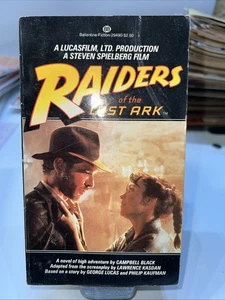 Ballantine/Fiction/29490/$2.50
A LUCASFILM, LTD. PRODUCTION
A STEVEN SPIELBERG FILM
RAIDERS
of the
LOST ARK™
A novel of high adventure by CAMPBELL BLACK
Adapted from the screenplay by LAWRENCE KASDAN
Based on a story by GEORGE LUCAS and PHILIP KAUFMAN